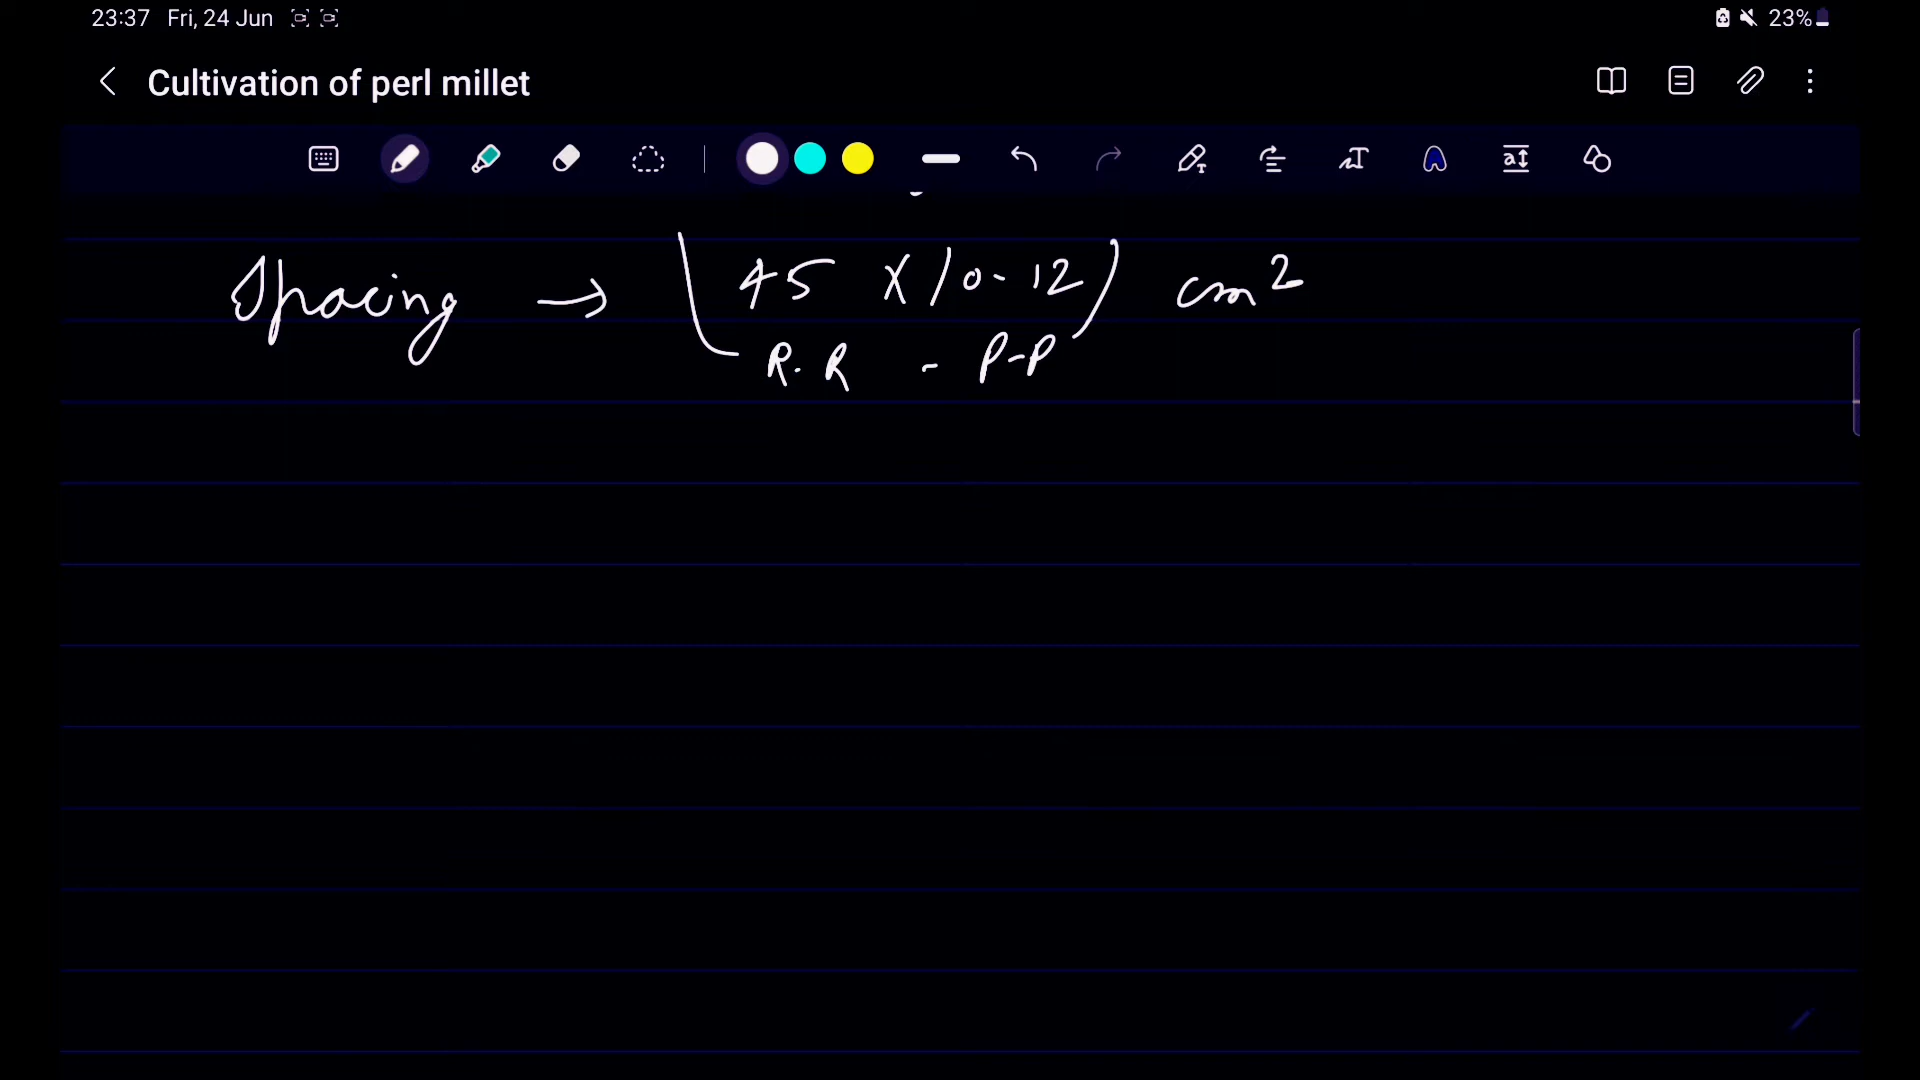 23:37 Fri, 24 Jun 23%
Cultivation of perl millet
Spacing → (45 X 10-12) cm²
R.R - P-P